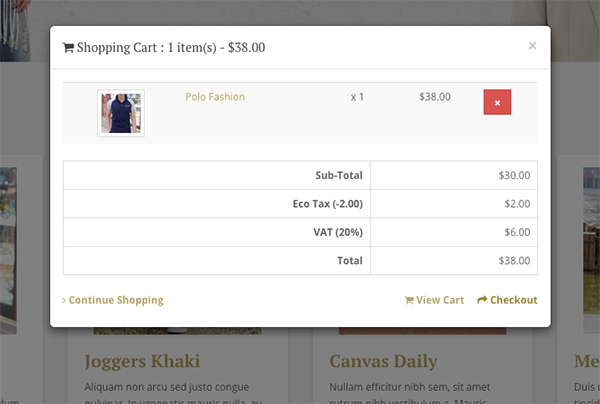 Shopping Cart : 1 item(s) - $38.00 ×
Polo Fashion x 1 $38.00
Sub-Total $30.00
Eco Tax (-2.00) $2.00
VAT (20%) $6.00
Total $38.00
Continue Shopping View Cart Checkout
Joggers Khaki Canvas Daily Me
Aliquam non arcu sed justo congue Nullam efficitur nibh sem, sit amet Duis u
pulvinar. In venenatis mauris nulla, eu rutrum nibh vestibulum a. Mauris